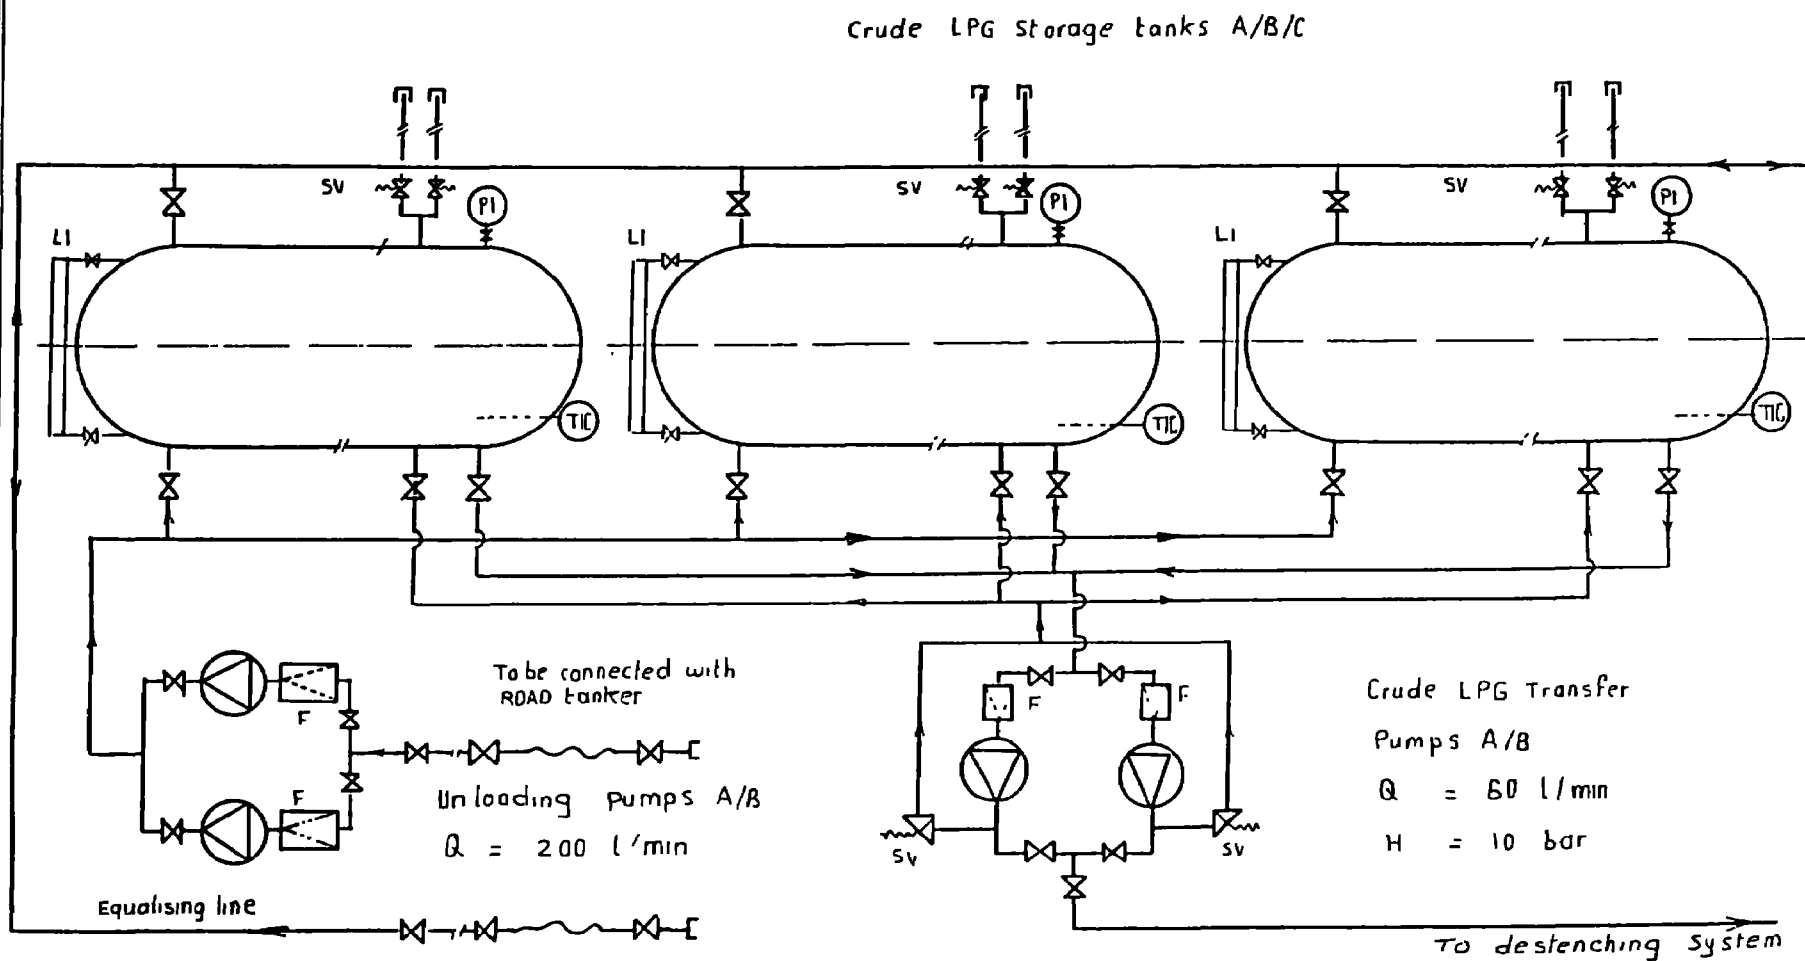 Crude LPG Storage tanks A/B/C
SV
SV
SV
PI
PI
PI
LI
LI
LI
TIC
TIC
TIC
To be connected with
ROAD tanker
F
F
Unloading Pumps A/B
Q = 200 l/min
Equalising line
F
F
SV
SV
Crude LPG Transfer
Pumps A/B
Q = 60 l/min
H = 10 bar
To destenching System